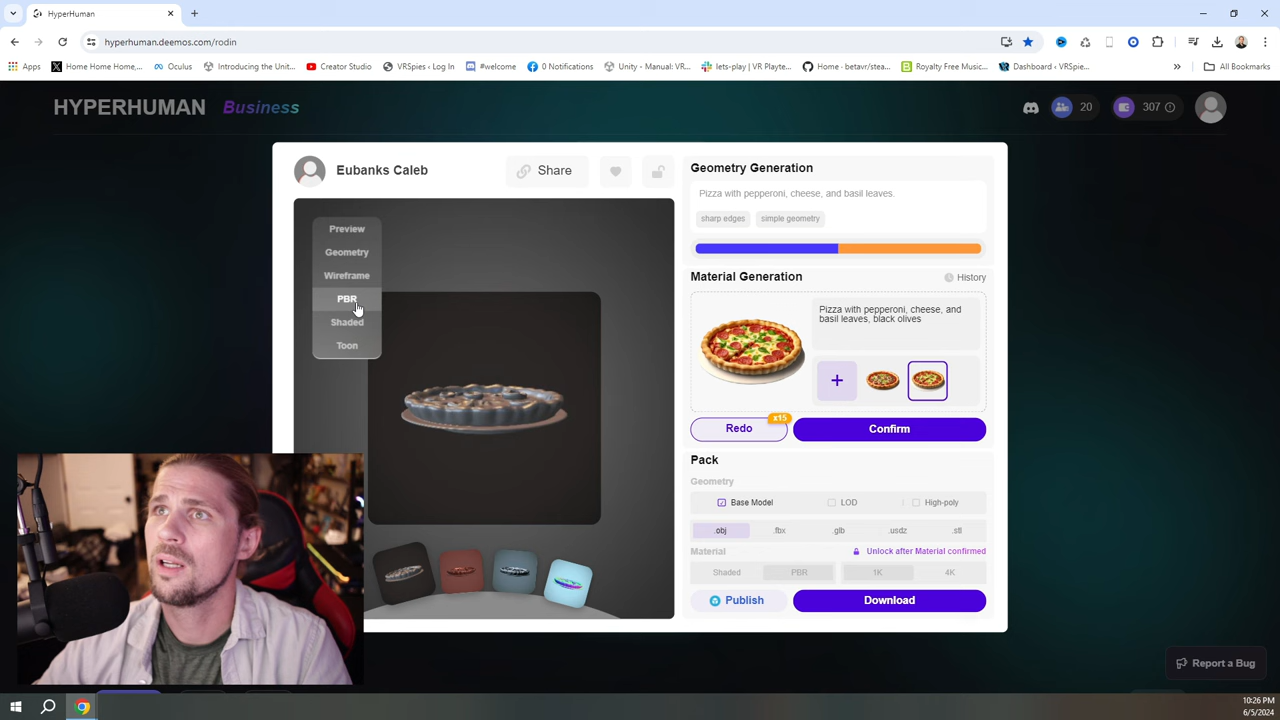 HyperHuman
hyperhuman.deemos.com/rodin
Apps
Home Home Home,...
Oculus
Introducing the Unit...
Creator Studio
VRSpies ‹ Log In
#welcome
0 Notifications
Unity - Manual: VR...
lets-play | VR Playte...
Home · betavr/stea...
Royalty Free Music...
Dashboard ‹ VRSpie...
»
All Bookmarks
HYPERHUMAN Business
20
307
Eubanks Caleb
Share
Preview
Geometry
Wireframe
PBR
Shaded
Toon
Geometry Generation
Pizza with pepperoni, cheese, and basil leaves.
sharp edges
simple geometry
Material Generation
History
Pizza with pepperoni, cheese, and
basil leaves, black olives
+
x15
Redo
Confirm
Pack
Geometry
Base Model
LOD
High-poly
.obj
.fbx
.glb
.usdz
.stl
Material
Unlock after Material confirmed
Shaded
PBR
1K
4K
Publish
Download
Report a Bug
10:26 PM
6/5/2024